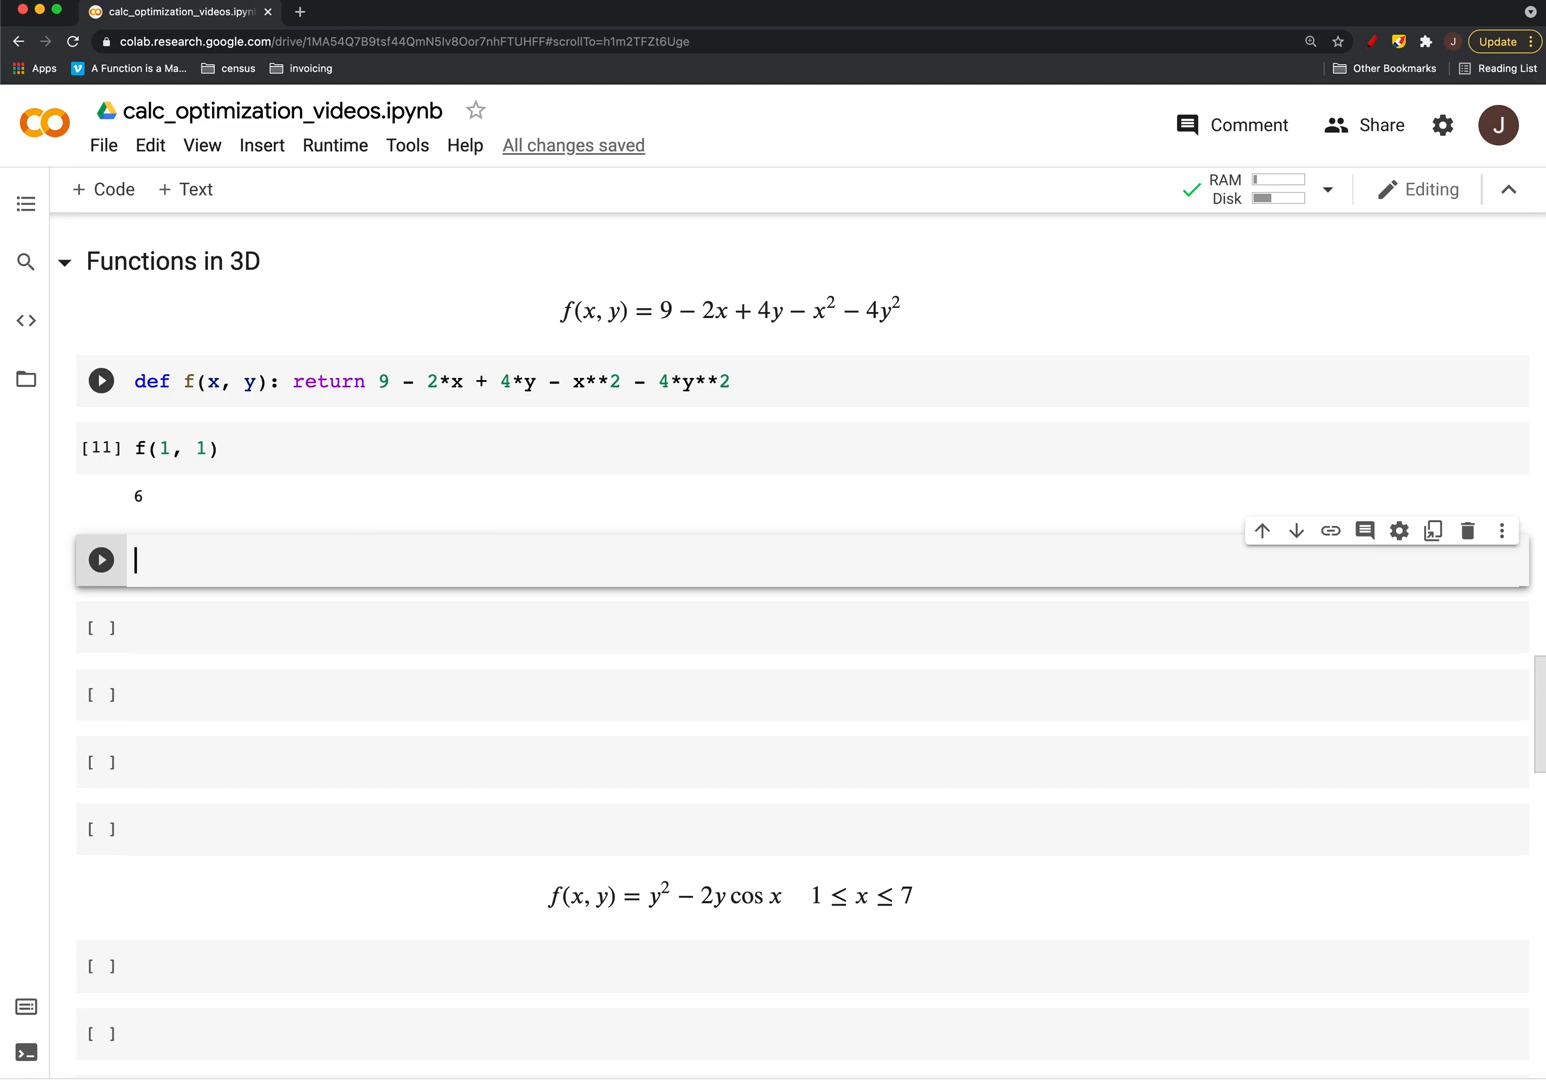 calc_optimization_videos.ipyn
colab.research.google.com/drive/1MA54Q7B9tsf44QmN5Iv8Oor7nhFTUHFF#scrollTo=h1m2TFZt6Uge
J
Update
Apps
A Function is a Ma...
census
invoicing
Other Bookmarks
Reading List
calc_optimization_videos.ipynb
File Edit View Insert Runtime Tools Help All changes saved
Comment
Share
J
+ Code + Text
RAM
Disk
Editing
Functions in 3D
f(x, y) = 9 − 2x + 4y − x² − 4y²
def f(x, y): return 9 - 2*x + 4*y - x**2 - 4*y**2
[11] f(1, 1)
6
[ ]
[ ]
[ ]
[ ]
f(x, y) = y² − 2y cos x 1 ≤ x ≤ 7
[ ]
[ ]